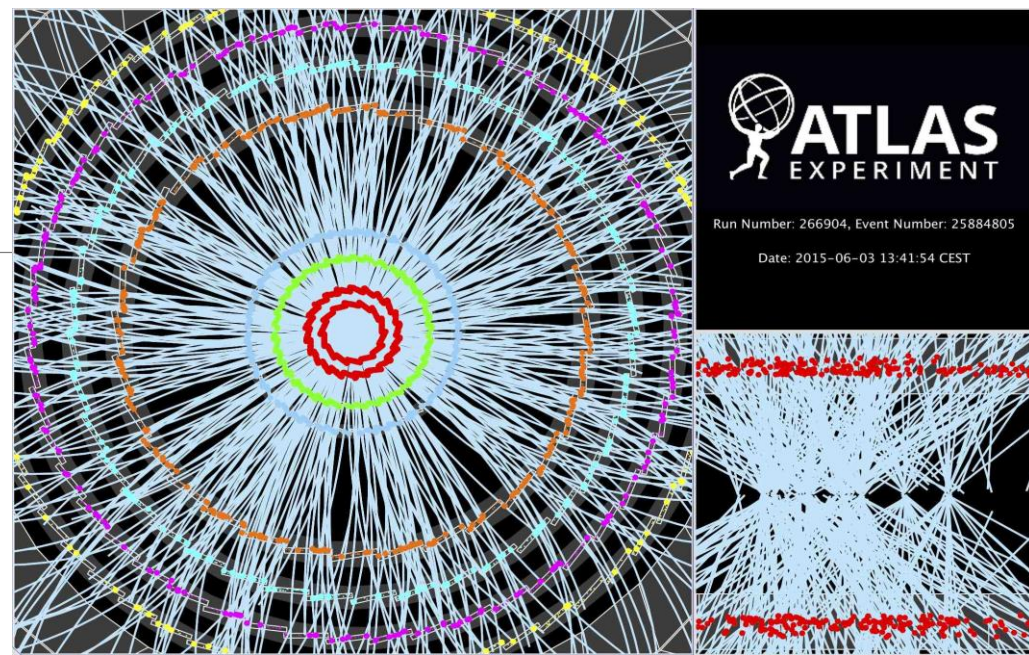 ATLAS
EXPERIMENT
Run Number: 266904, Event Number: 25884805
Date: 2015-06-03 13:41:54 CEST